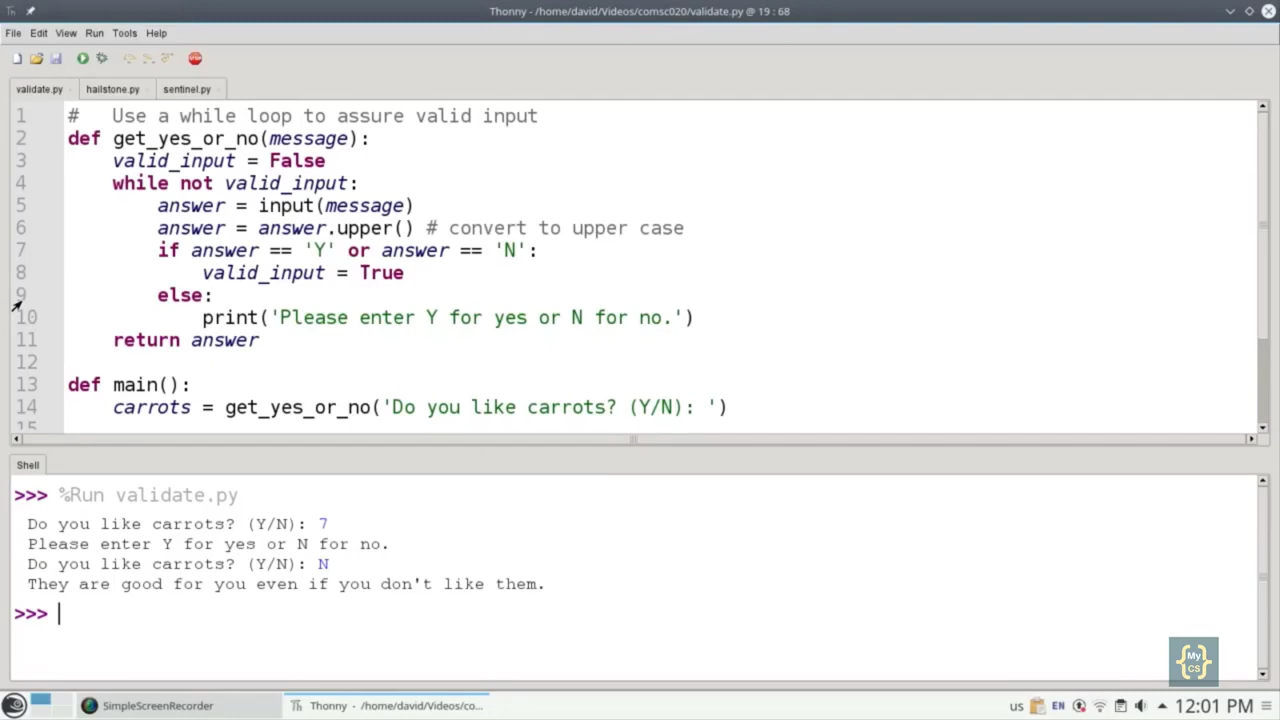 Thonny - /home/david/Videos/comsc020/validate.py @ 19 : 68
File Edit View Run Tools Help
validate.py hailstone.py sentinel.py
1 # Use a while loop to assure valid input
2 def get_yes_or_no(message):
3 valid_input = False
4 while not valid_input:
5 answer = input(message)
6 answer = answer.upper() # convert to upper case
7 if answer == 'Y' or answer == 'N':
8 valid_input = True
9 else:
10 print('Please enter Y for yes or N for no.')
11 return answer
12
13 def main():
14 carrots = get_yes_or_no('Do you like carrots? (Y/N): ')
15
Shell
>>> %Run validate.py
Do you like carrots? (Y/N): 7
Please enter Y for yes or N for no.
Do you like carrots? (Y/N): N
They are good for you even if you don't like them.
>>>
{My CS}
SimpleScreenRecorder Thonny - /home/david/Videos/co... us EN 12:01 PM